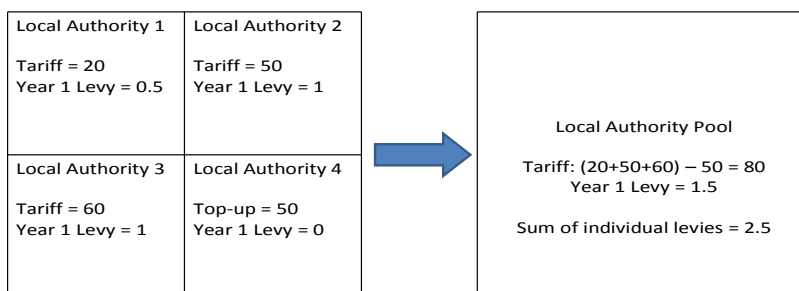 Local Authority 1
Tariff = 20
Year 1 Levy = 0.5
Local Authority 2
Tariff = 50
Year 1 Levy = 1
Local Authority 3
Tariff = 60
Year 1 Levy = 1
Local Authority 4
Top-up = 50
Year 1 Levy = 0
Local Authority Pool
Tariff: (20+50+60) – 50 = 80
Year 1 Levy = 1.5
Sum of individual levies = 2.5